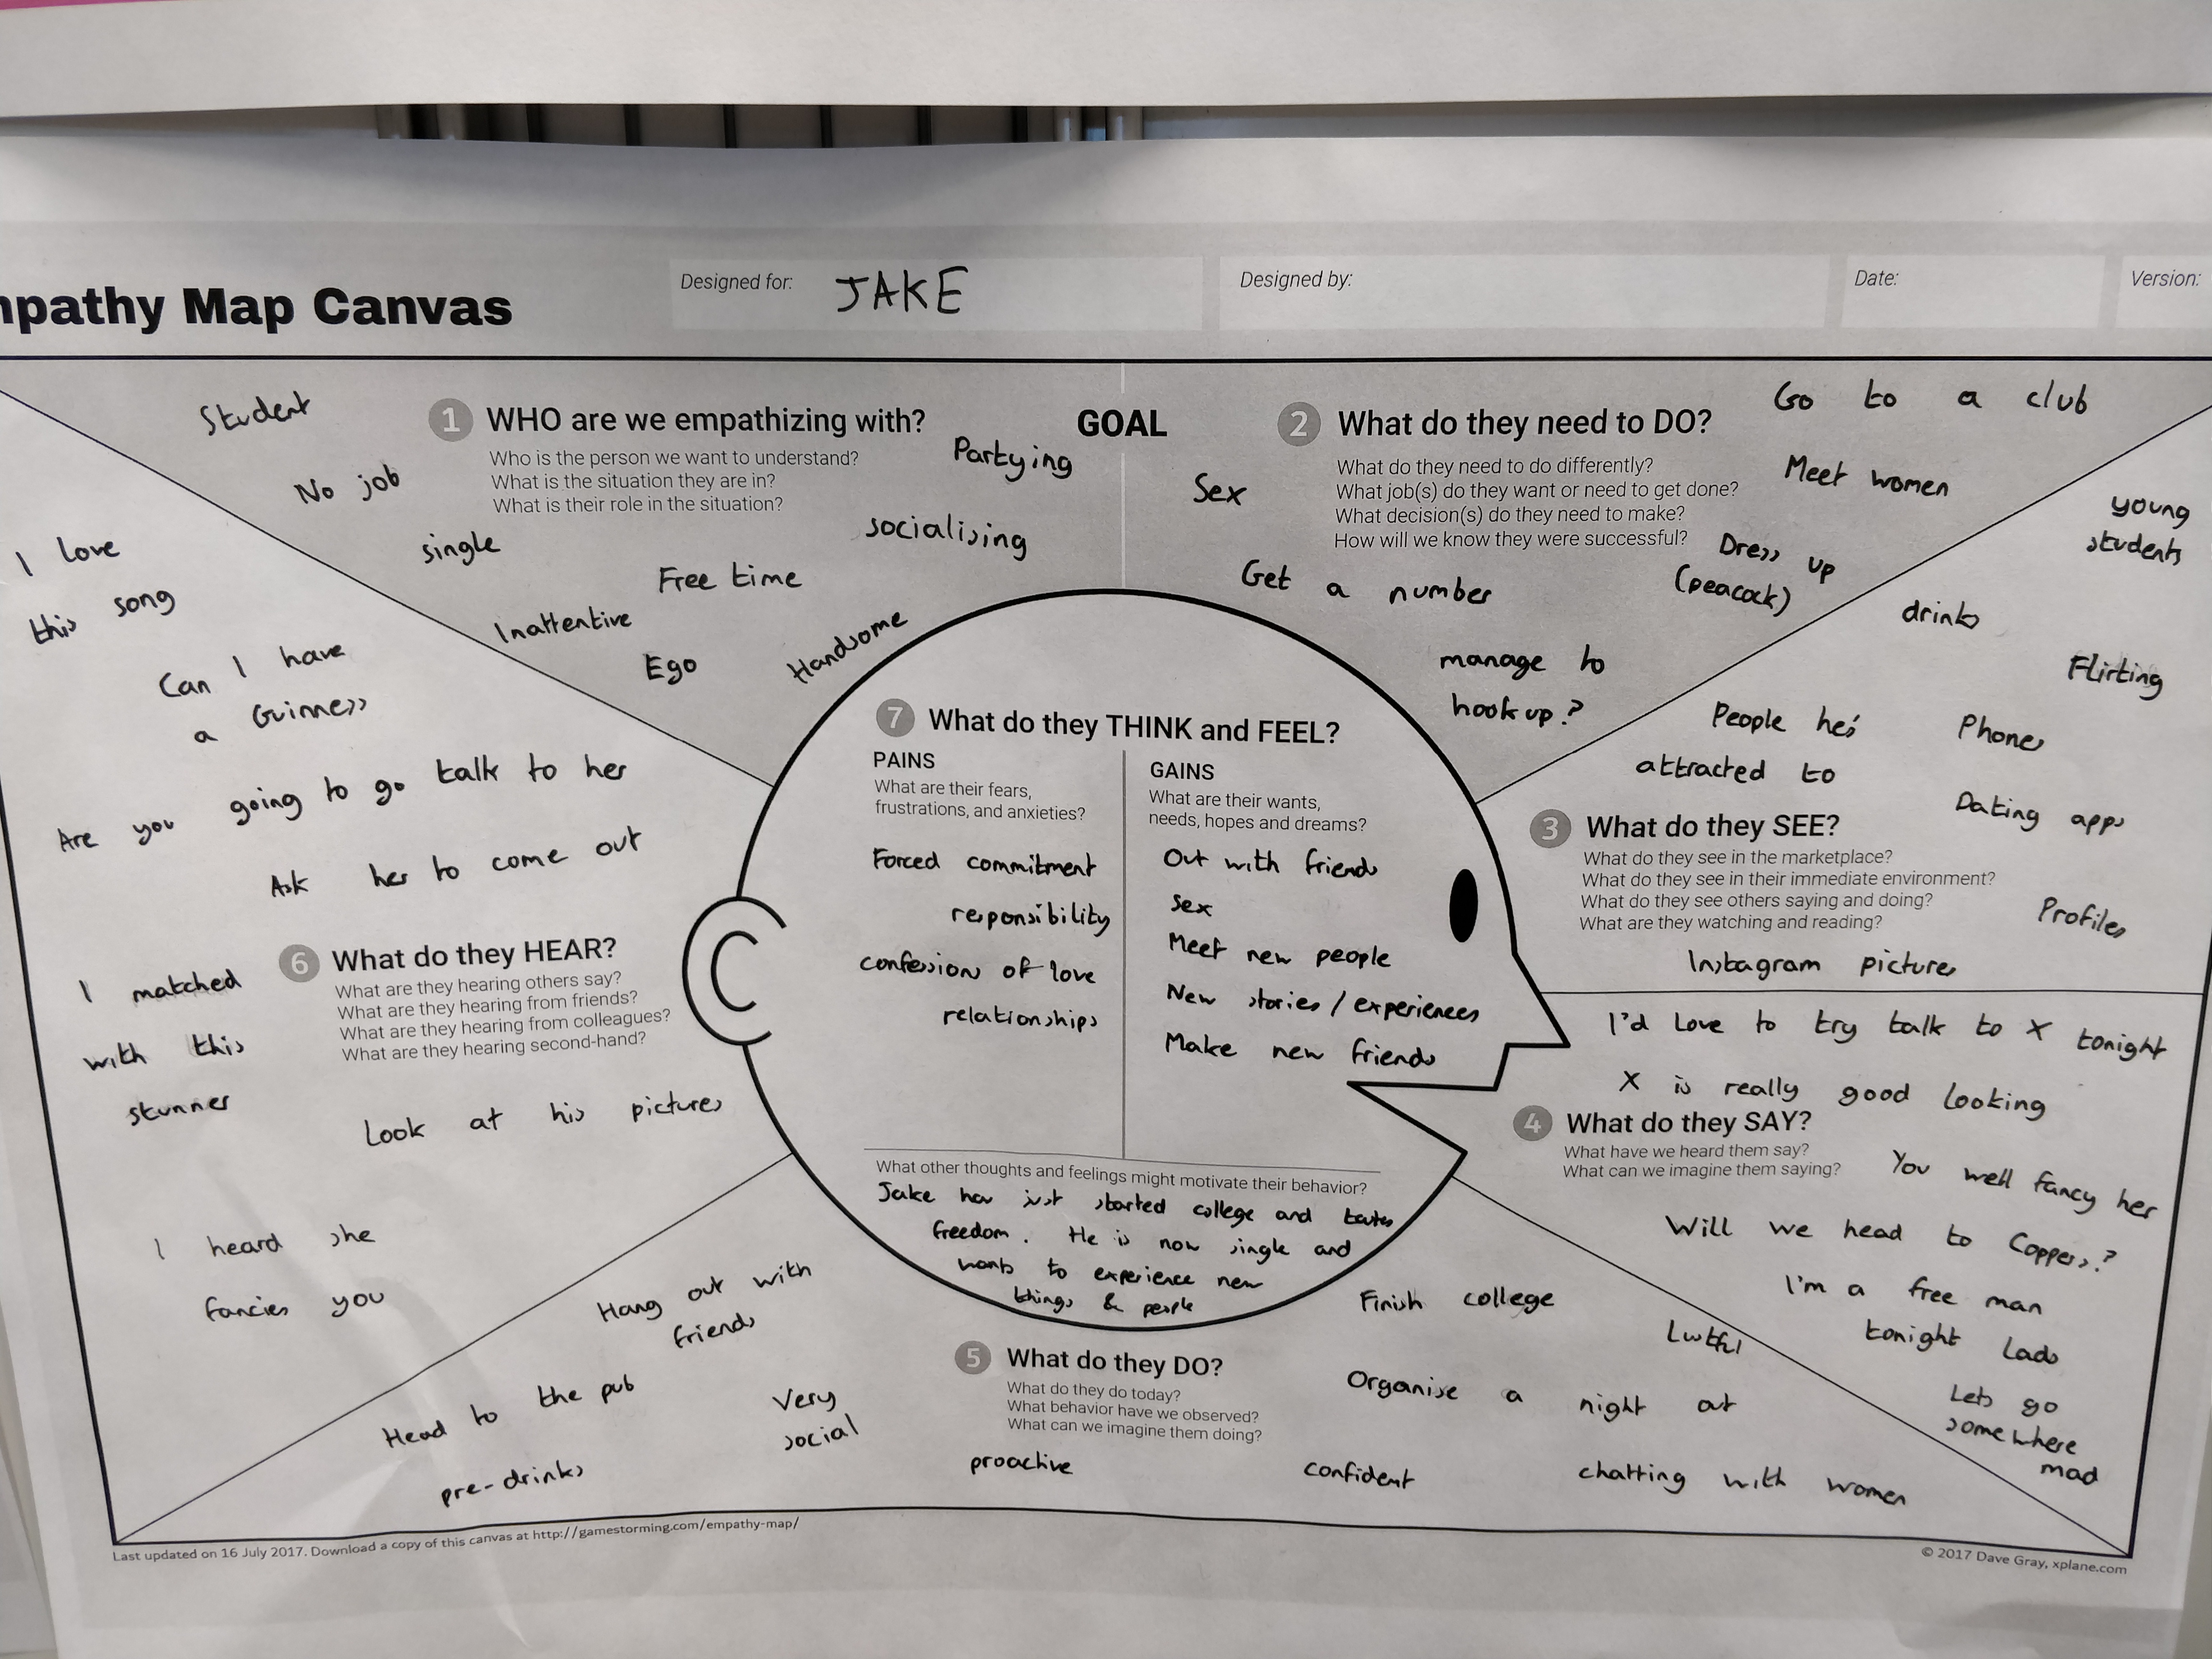 mpathy Map Canvas
Designed for:
JAKE
Designed by:
Date:
Version:
1 WHO are we empathizing with?
Who is the person we want to understand?
What is the situation they are in?
What is their role in the situation?
Student
No job
single
Inattentive
Ego
Free time
Handsome
socialising
Partying
GOAL
2 What do they need to DO?
What do they need to do differently?
What job(s) do they want or need to get done?
What decision(s) do they need to make?
How will we know they were successful?
Sex
Get a number
Go to a club
Meet women
Dress up
(peacock)
manage to
hook up?
3 What do they SEE?
What do they see in the marketplace?
What do they see in their immediate environment?
What do they see others saying and doing?
What are they watching and reading?
young
students
drinks
Flirting
People he's
attracted to
Phones
Dating apps
Profiles
Instagram pictures
4 What do they SAY?
What have we heard them say?
What can we imagine them saying?
I'd Love to try talk to X tonight
X is really good looking
You well fancy her
Will we head to Coppers?
I'm a free man
tonight lads
Lets go
somewhere
mad
5 What do they DO?
What do they do today?
What behavior have we observed?
What can we imagine them doing?
Hang out with
friends
Head to the pub
pre-drinks
Very
social
proactive
confident
Finish college
Lustful
Organise a night out
chatting with women
6 What do they HEAR?
What are they hearing others say?
What are they hearing from friends?
What are they hearing from colleagues?
What are they hearing second-hand?
I love
this song
Can I have
a Guinness
Are you going to go talk to her
Ask her to come out
I matched
with this
stunner
Look at his pictures
I heard she
fancies you
7 What do they THINK and FEEL?
PAINS
What are their fears,
frustrations, and anxieties?
Forced commitment
responsibility
confession of love
relationships
GAINS
What are their wants,
needs, hopes and dreams?
Out with friends
sex
Meet new people
New stories / experiences
Make new friends
What other thoughts and feelings might motivate their behavior?
Jake has just started college and tastes
freedom. He is now single and
wants to experience new
things & people
Last updated on 16 July 2017. Download a copy of this canvas at http://gamestorming.com/empathy-map/
© 2017 Dave Gray, xplane.com